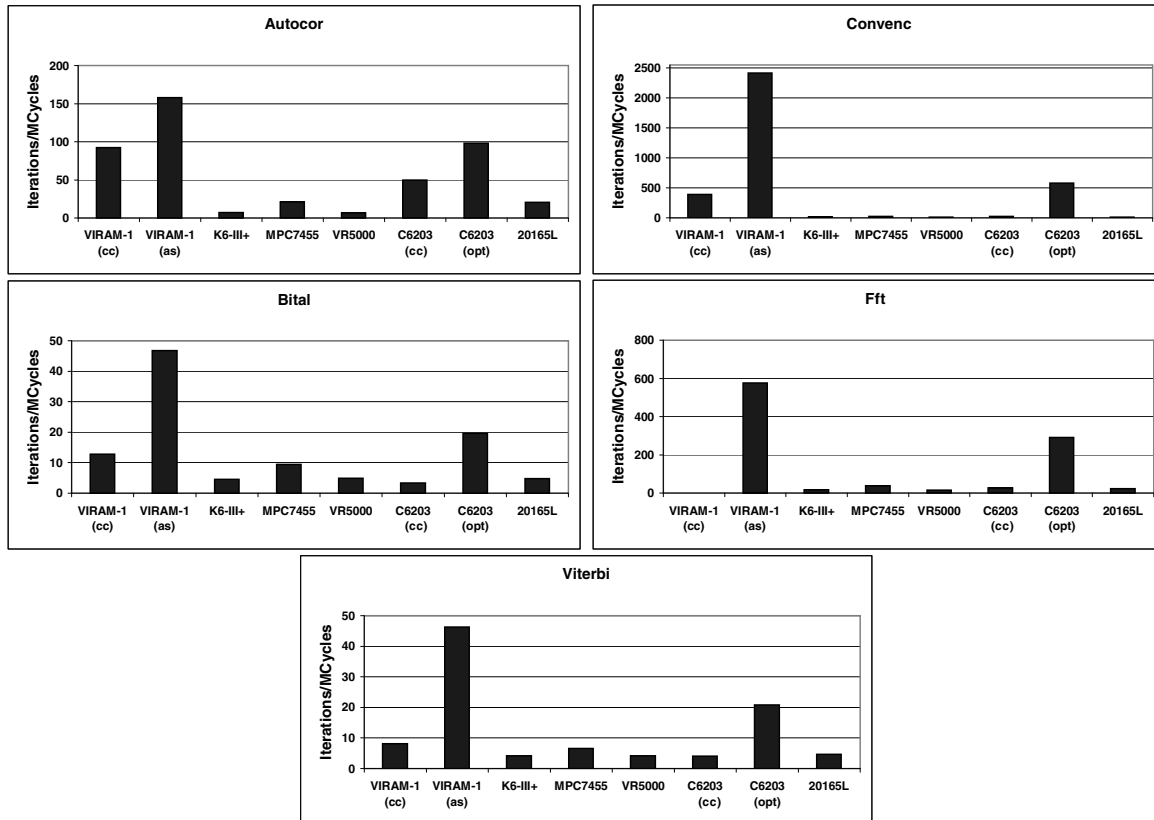 Autocor
Iterations/MCycles
200
150
100
50
0
VIRAM-1 VIRAM-1 K6-III+ MPC7455 VR5000 C6203 C6203 20165L
(cc) (as) (cc) (opt)
Convenc
Iterations/MCycles
2500
2000
1500
1000
500
0
VIRAM-1 VIRAM-1 K6-III+ MPC7455 VR5000 C6203 C6203 20165L
(cc) (as) (cc) (opt)
Bital
Iterations/MCycles
50
40
30
20
10
0
VIRAM-1 VIRAM-1 K6-III+ MPC7455 VR5000 C6203 C6203 20165L
(cc) (as) (cc) (opt)
Fft
Iterations/MCycles
800
600
400
200
0
VIRAM-1 VIRAM-1 K6-III+ MPC7455 VR5000 C6203 C6203 20165L
(cc) (as) (cc) (opt)
Viterbi
Iterations/MCycles
50
40
30
20
10
0
VIRAM-1 VIRAM-1 K6-III+ MPC7455 VR5000 C6203 C6203 20165L
(cc) (as) (cc) (opt)